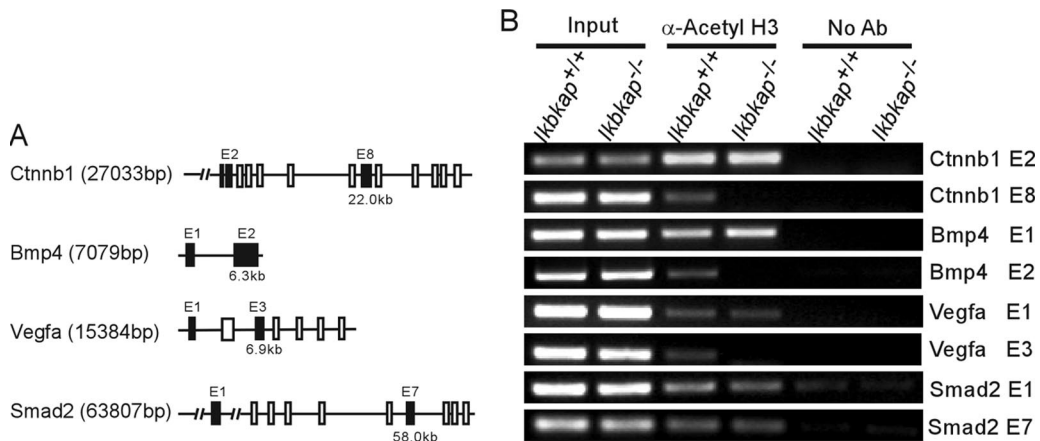 A
E2 E8
Ctnnb1 (27033bp)
22.0kb
E1 E2
Bmp4 (7079bp)
6.3kb
E1 E3
Vegfa (15384bp)
6.9kb
E1 E7
Smad2 (63807bp)
58.0kb
B
Input α-Acetyl H3 No Ab
Ikbkap+/+ Ikbkap-/- Ikbkap+/+ Ikbkap-/- Ikbkap+/+ Ikbkap-/-
Ctnnb1 E2
Ctnnb1 E8
Bmp4 E1
Bmp4 E2
Vegfa E1
Vegfa E3
Smad2 E1
Smad2 E7